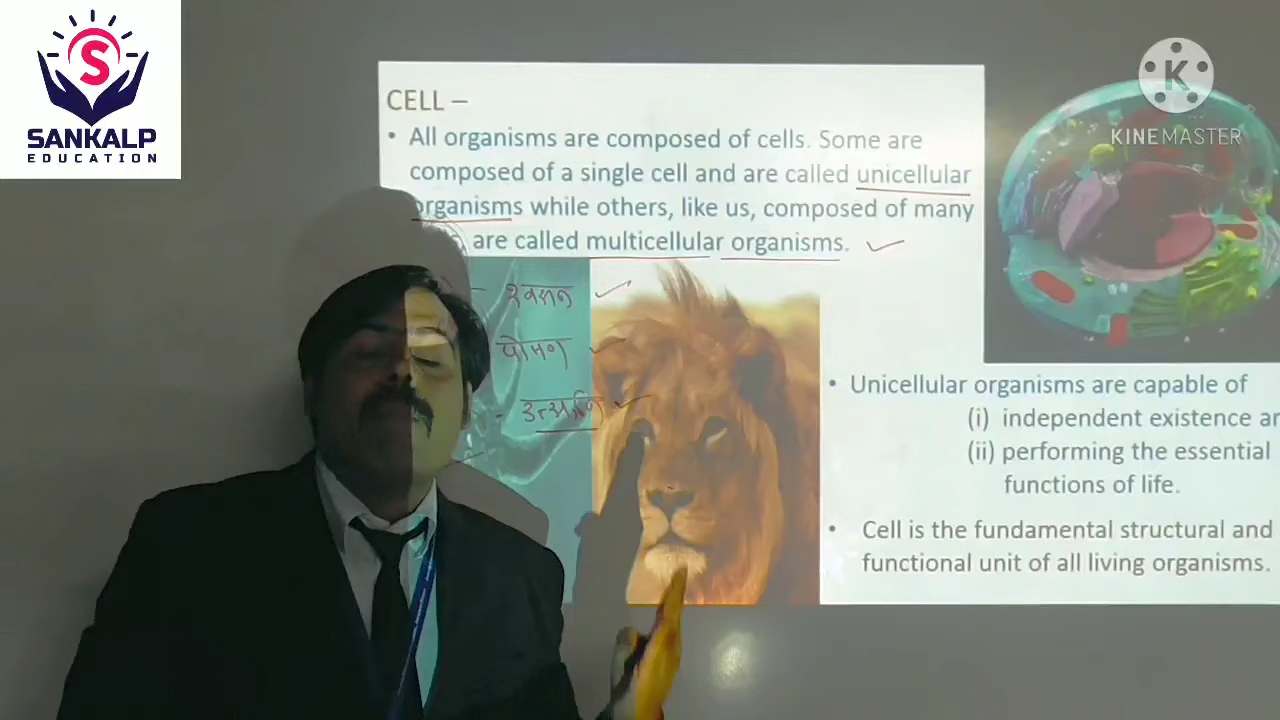 S
SANKALP
EDUCATION
K
KINEMASTER
CELL –
• All organisms are composed of cells. Some are
composed of a single cell and are called unicellular
organisms while others, like us, composed of many
are called multicellular organisms.
श्वसन
पोषण
उत्सर्जन
• Unicellular organisms are capable of
(i) independent existence
(ii) performing the essential
functions of life.
• Cell is the fundamental structural and
functional unit of all living organisms.